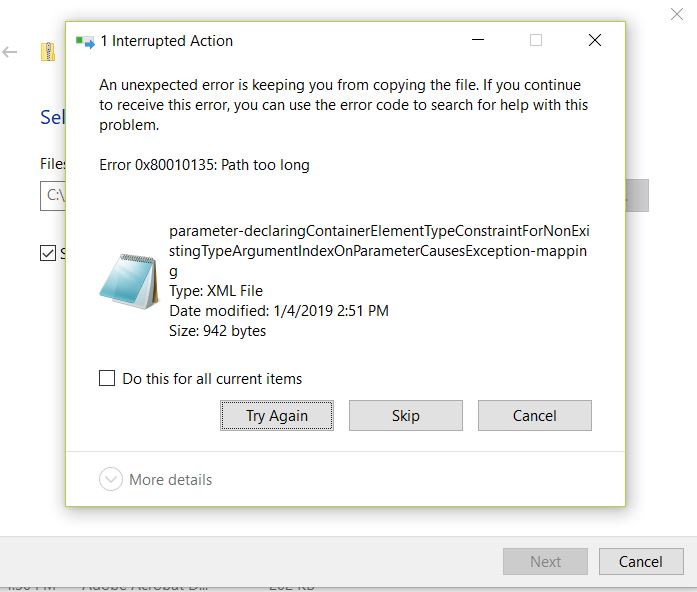 1 Interrupted Action
An unexpected error is keeping you from copying the file. If you continue
to receive this error, you can use the error code to search for help with this
problem.
Error 0x80010135: Path too long
Sel
Files
C:\
S
parameter-declaringContainerElementTypeConstraintForNonExi
stingTypeArgumentIndexOnParameterCausesException-mappin
g
Type: XML File
Date modified: 1/4/2019 2:51 PM
Size: 942 bytes
Do this for all current items
Try Again Skip Cancel
More details
Next Cancel